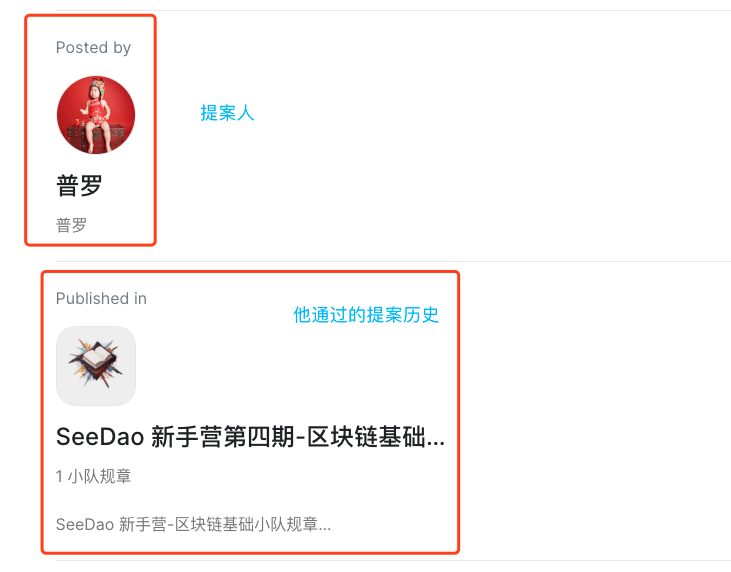 Posted by
提案人
普罗
普罗
Published in
他通过的提案历史
SeeDao 新手营第四期-区块链基础...
1 小队规章
SeeDao 新手营-区块链基础小队规章...